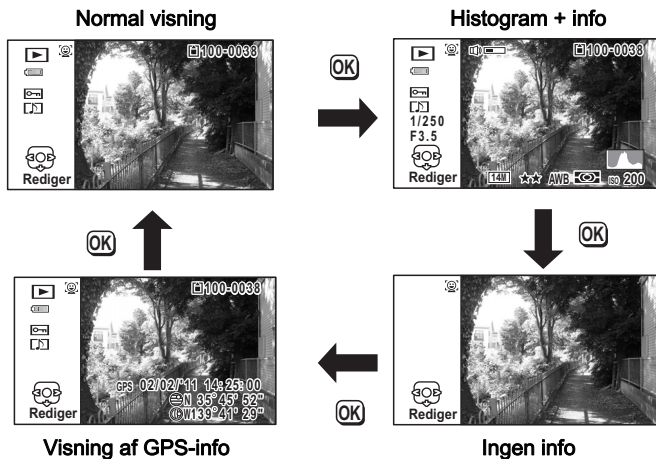 Normal visning
100-0038
Rediger
OK
Histogram + info
100-0038
1/250
F3.5
Rediger
14M ★★ AWB ISO 200
OK
OK
100-0038
GPS 02/02/'11 14:25:00
N 35°45' 52"
W139°41' 29"
Rediger
Visning af GPS-info
OK
Rediger
Ingen info